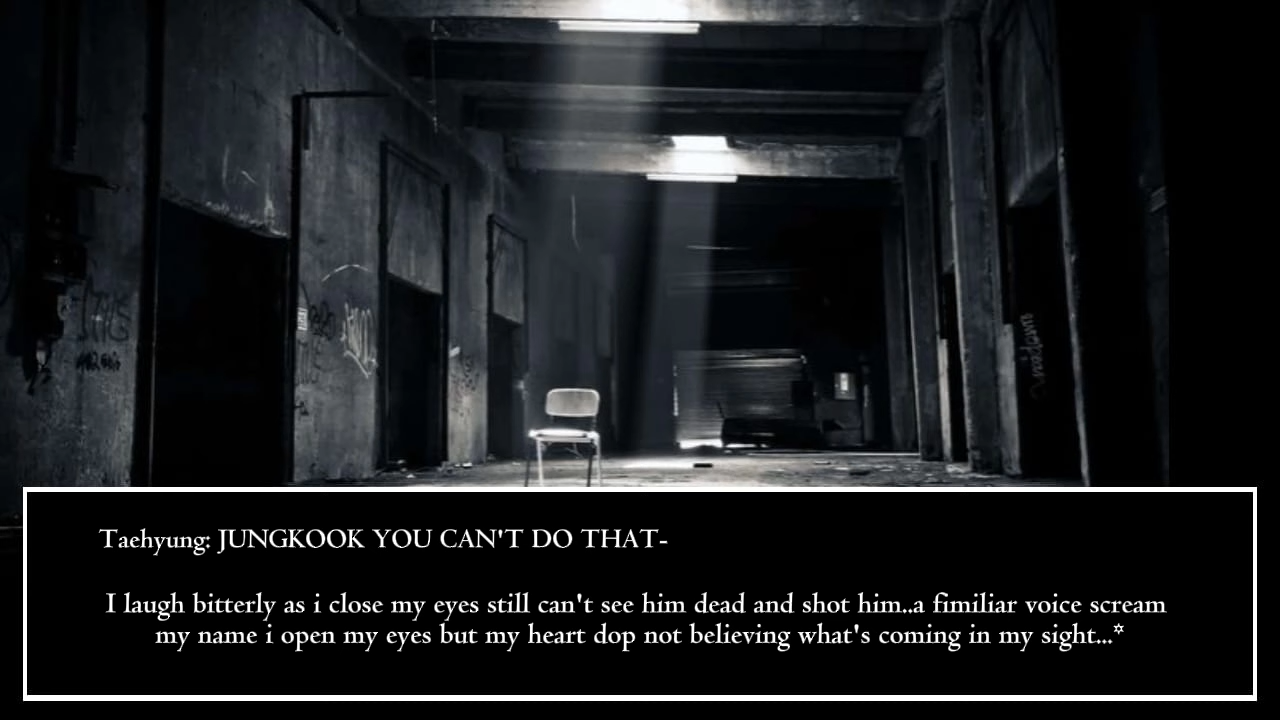 Taehyung: JUNGKOOK YOU CAN'T DO THAT-
I laugh bitterly as i close my eyes still can't see him dead and shot him..a fimiliar voice scream
my name i open my eyes but my heart dop not believing what's coming in my sight...*